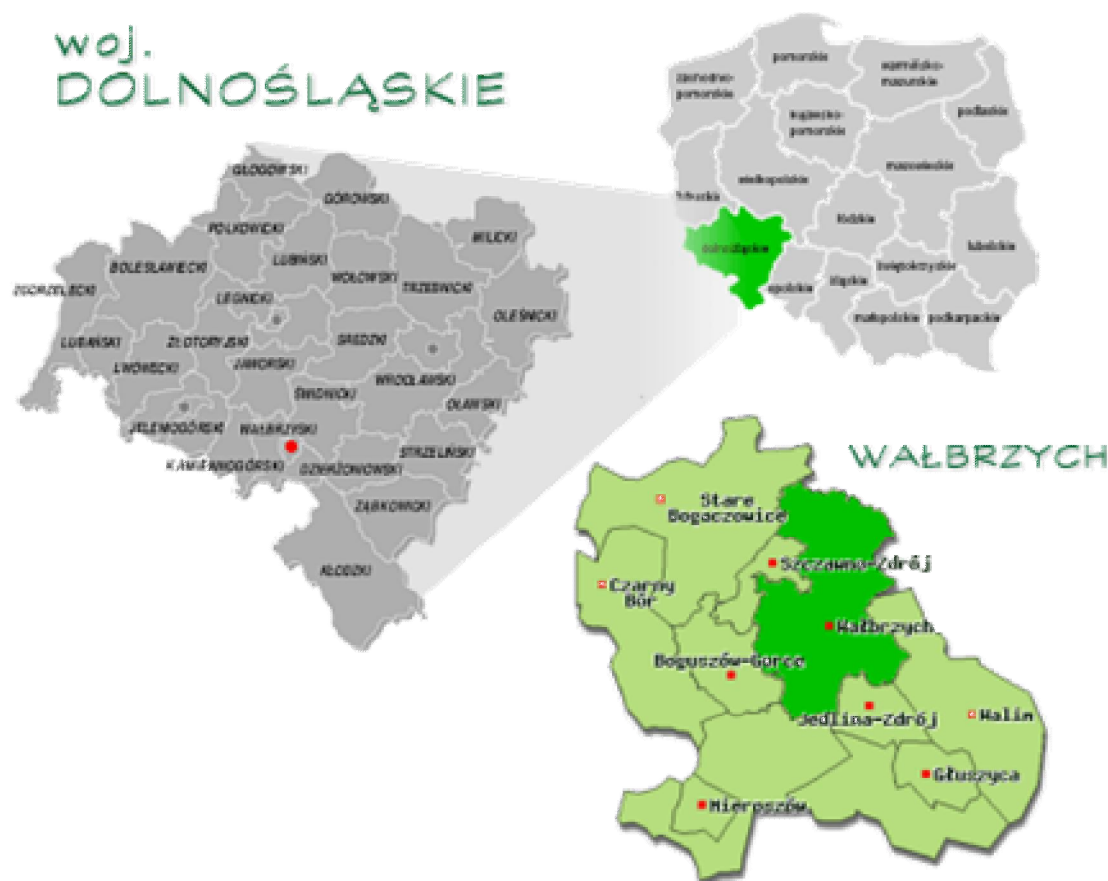 woj.
DOLNOŚLĄSKIE
pomorskie
zachodnio-
pomorskie
warmińsko-
mazurskie
podlaskie
kujawsko-
pomorskie
mazowieckie
wielkopolskie
lubuskie
łódzkie
dolnośląskie
lubelskie
opolskie
śląskie
świętokrzyskie
małopolskie
podkarpackie
GŁOGOWSKI
GÓROWSKI
POLKOWICKI
MILICKI
LUBIŃSKI
BOLESŁAWIECKI
WOŁOWSKI
TRZEBNICKI
ZGORZELECKI
LEGNICKI
OLEŚNICKI
LUBAŃSKI
ZŁOTORYJSKI
ŚREDZKI
LWÓWECKI
JAWORSKI
WROCŁAWSKI
ŚWIDNICKI
OŁAWSKI
JELENIOGÓRSKI
WAŁBRZYSKI
STRZELIŃSKI
KAMIENNOGÓRSKI
DZIERŻONIOWSKI
ZĄBKOWICKI
KŁODZKI
WAŁBRZYCH
Stare
Bogaczowice
Szczawno-Zdrój
Czarny
Bór
Wałbrzych
Boguszów-Gorce
Jedlina-Zdrój
Walim
Głuszyca
Mieroszów